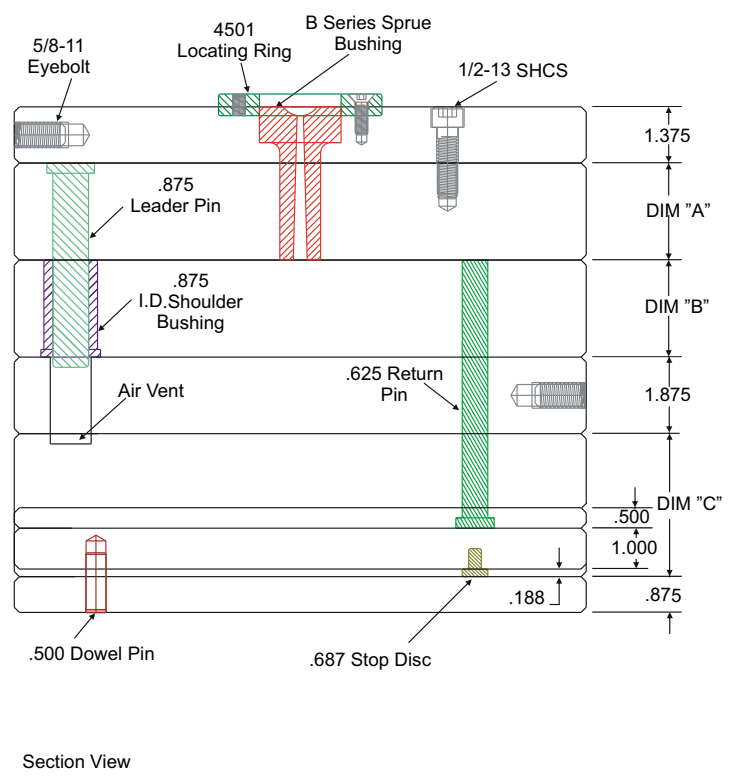 B Series Sprue
Bushing
4501
Locating Ring
5/8-11
Eyebolt
1/2-13 SHCS
1.375
.875
Leader Pin
DIM ”A”
.875
I.D.Shoulder
Bushing
DIM ”B”
.625 Return
Pin
Air Vent
1.875
DIM ”C”
.500
1.000
.188
.875
.500 Dowel Pin
.687 Stop Disc
Section View